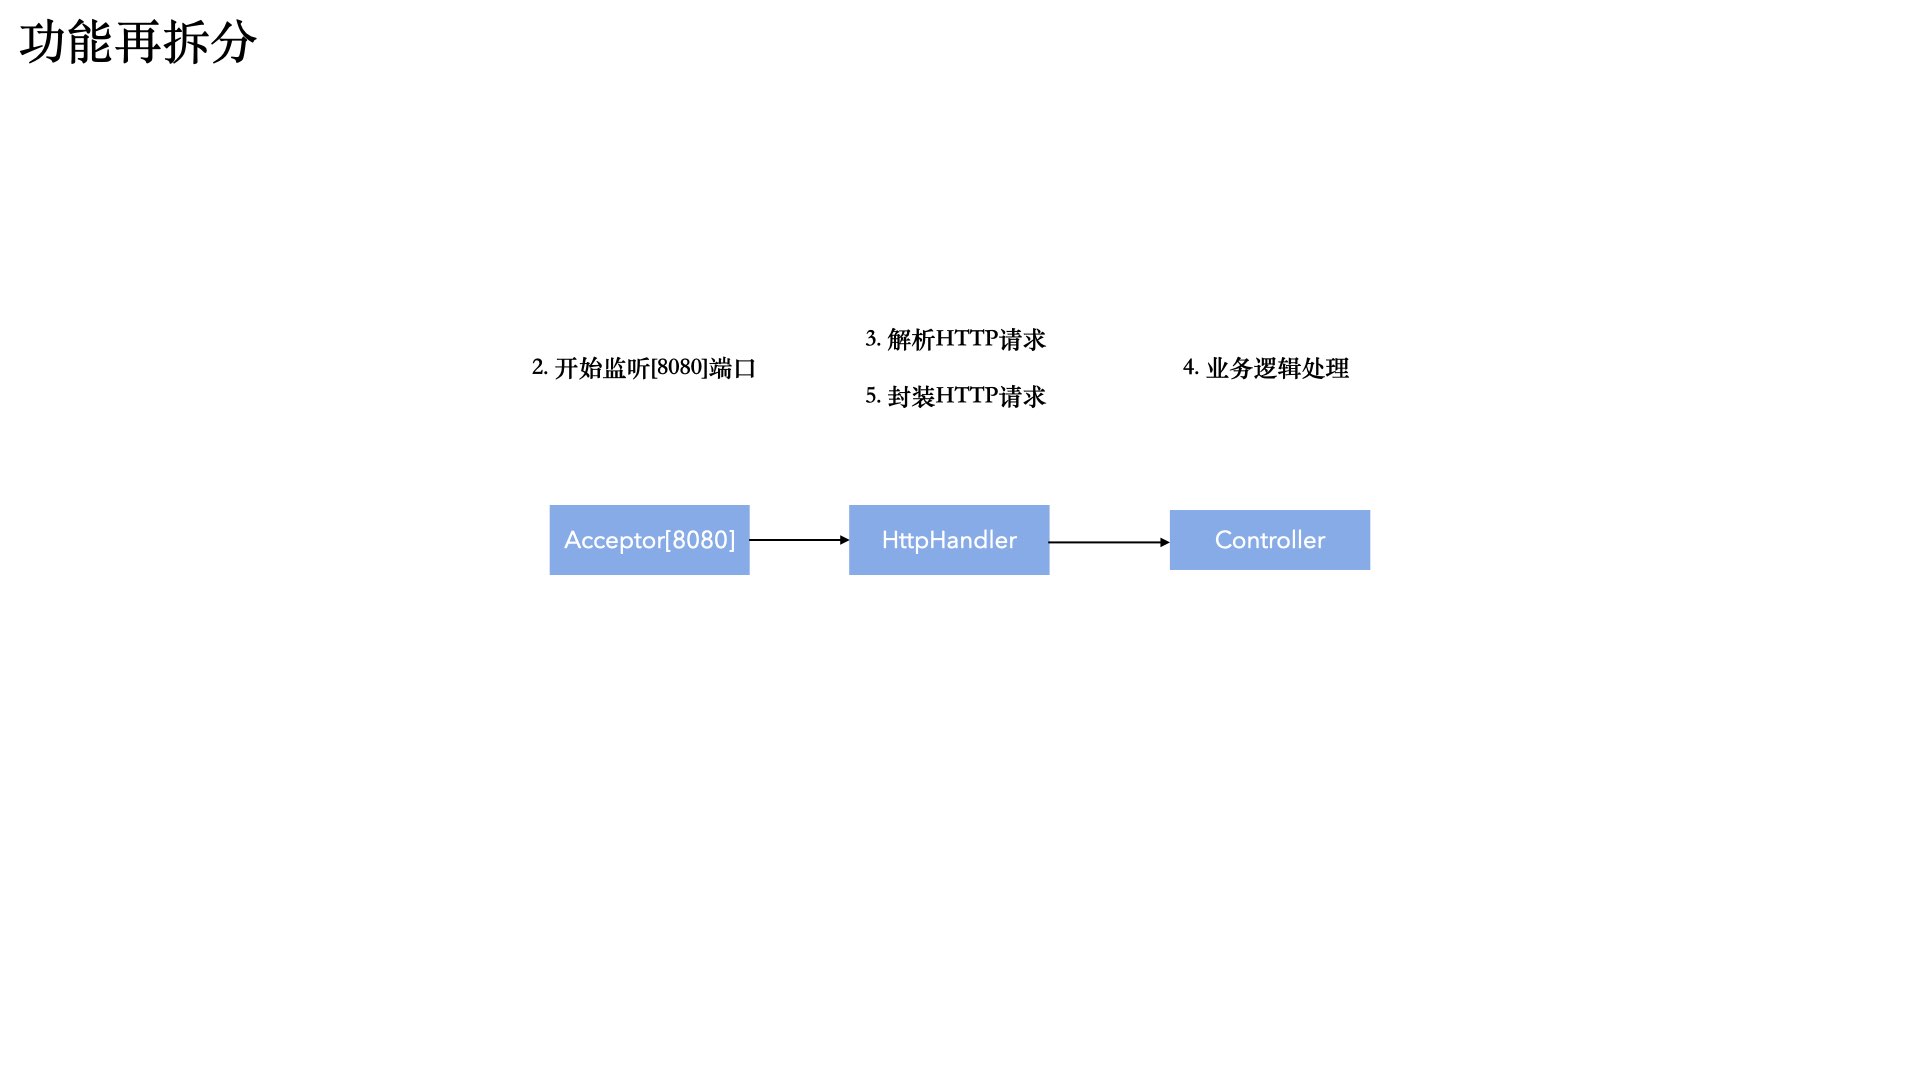 功能再拆分
2. 开始监听[8080]端口
3. 解析HTTP请求
5. 封装HTTP请求
4. 业务逻辑处理
Acceptor[8080]
HttpHandler
Controller